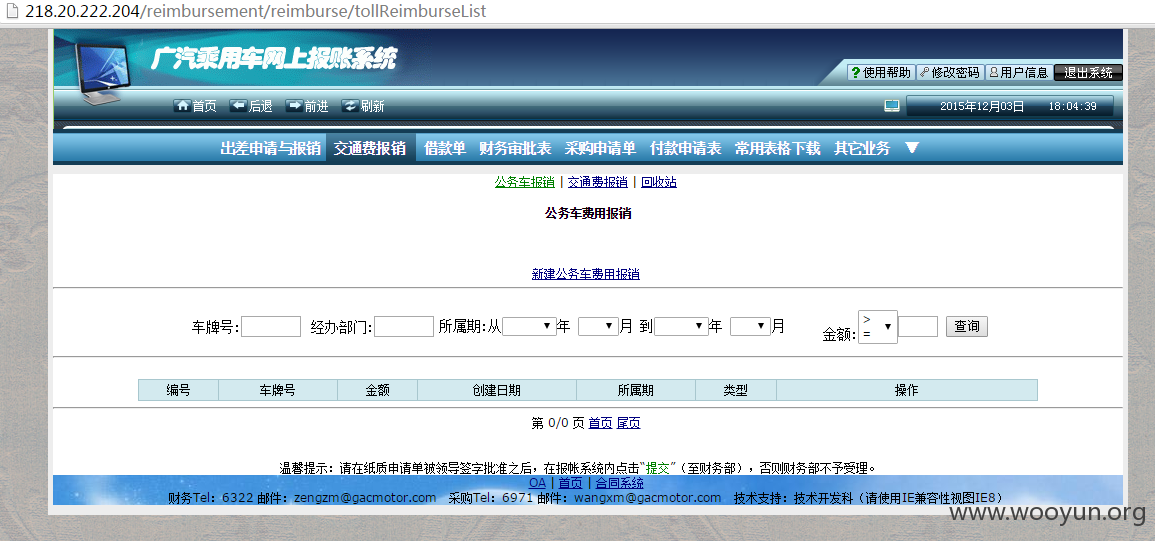 218.20.222.204/reimbursement/reimburse/tollReimburseList
广汽乘用车网上报账系统
?使用帮助 修改密码 用户信息 退出系统
首页 后退 前进 刷新 2015年12月03日 18:04:39
出差申请与报销 交通费报销 借款单 财务审批表 采购申请单 付款申请表 常用表格下载 其它业务 ▼
公务车报销 | 交通费报销 | 回收站
公务车费用报销
新建公务车费用报销
车牌号: 经办部门: 所属期:从 年 月 到 年 月 金额: >= 查询
编号 车牌号 金额 创建日期 所属期 类型 操作
第 0/0 页 首页 尾页
温馨提示：请在纸质申请单被领导签字批准之后，在报帐系统内点击“提交”（至财务部），否则财务部不予受理。
OA | 首页 | 合同系统
财务Tel：6322 邮件：zengzm@gacmotor.com 采购Tel：6971 邮件：wangxm@gacmotor.com 技术支持：技术开发科（请使用IE兼容性视图IE8）
www.wooyun.org